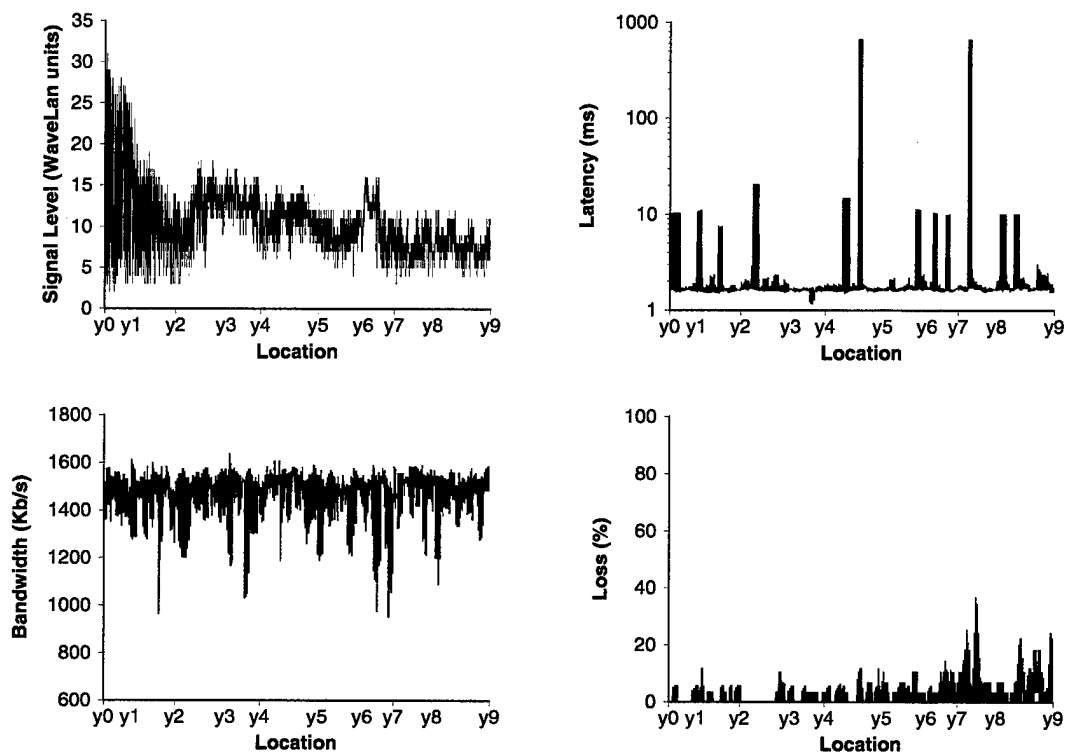 Signal Level (WaveLan units)
35
30
25
20
15
10
5
0
y0 y1 y2 y3 y4 y5 y6 y7 y8 y9
Location
Latency (ms)
1000
100
10
1
y0 y1 y2 y3 y4 y5 y6 y7 y8 y9
Location
Bandwidth (Kb/s)
1800
1600
1400
1200
1000
800
600
y0 y1 y2 y3 y4 y5 y6 y7 y8 y9
Location
Loss (%)
100
80
60
40
20
0
y0 y1 y2 y3 y4 y5 y6 y7 y8 y9
Location